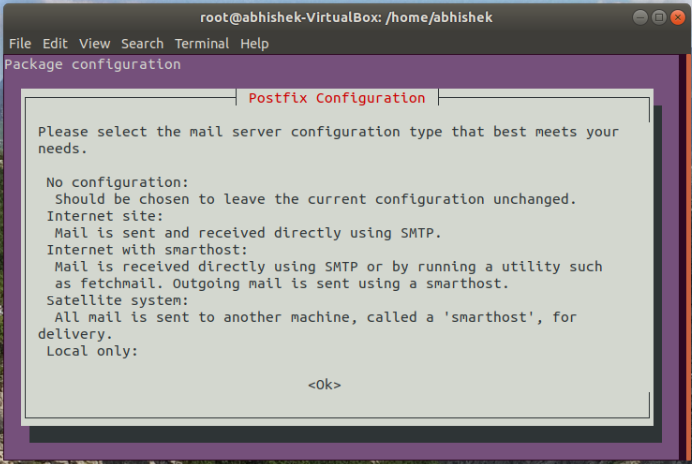 root@abhishek-VirtualBox: /home/abhishek
File Edit View Search Terminal Help
Package configuration
Postfix Configuration
Please select the mail server configuration type that best meets your
needs.
No configuration:
Should be chosen to leave the current configuration unchanged.
Internet site:
Mail is sent and received directly using SMTP.
Internet with smarthost:
Mail is received directly using SMTP or by running a utility such
as fetchmail. Outgoing mail is sent using a smarthost.
Satellite system:
All mail is sent to another machine, called a 'smarthost', for
delivery.
Local only:
<Ok>